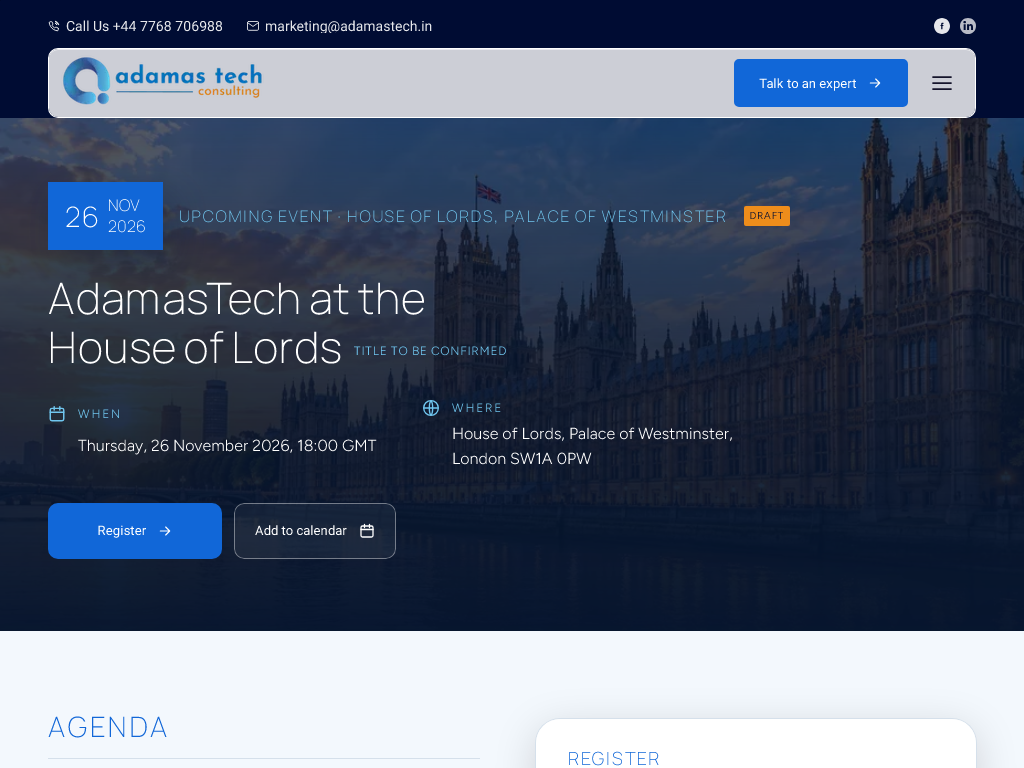 Call Us +44 7768 706988
marketing@adamastech.in
adamas tech
consulting
Talk to an expert
26 NOV 2026
UPCOMING EVENT · HOUSE OF LORDS, PALACE OF WESTMINSTER
DRAFT
AdamasTech at the
House of Lords TITLE TO BE CONFIRMED
WHEN
Thursday, 26 November 2026, 18:00 GMT
WHERE
House of Lords, Palace of Westminster,
London SW1A 0PW
Register
Add to calendar
AGENDA
REGISTER